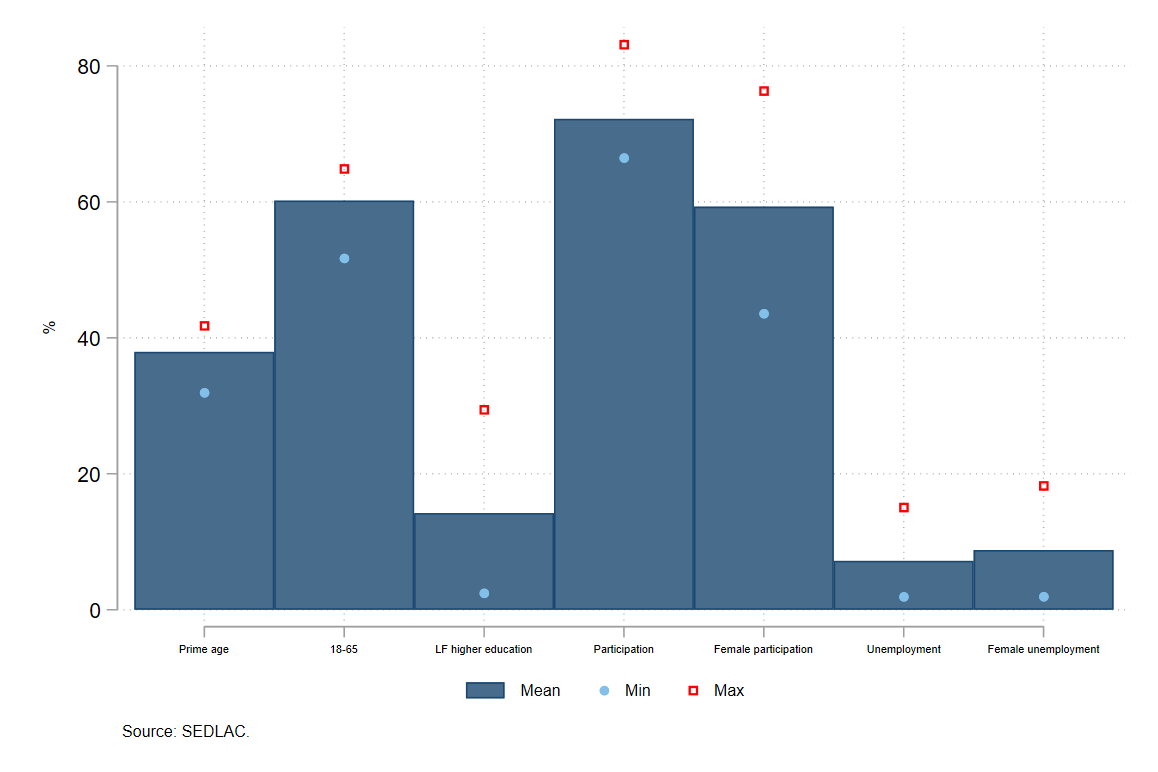 80
60
40
20
0
%
Prime age
18-65
LF higher education
Participation
Female participation
Unemployment
Female unemployment
Mean
Min
Max
Source: SEDLAC.